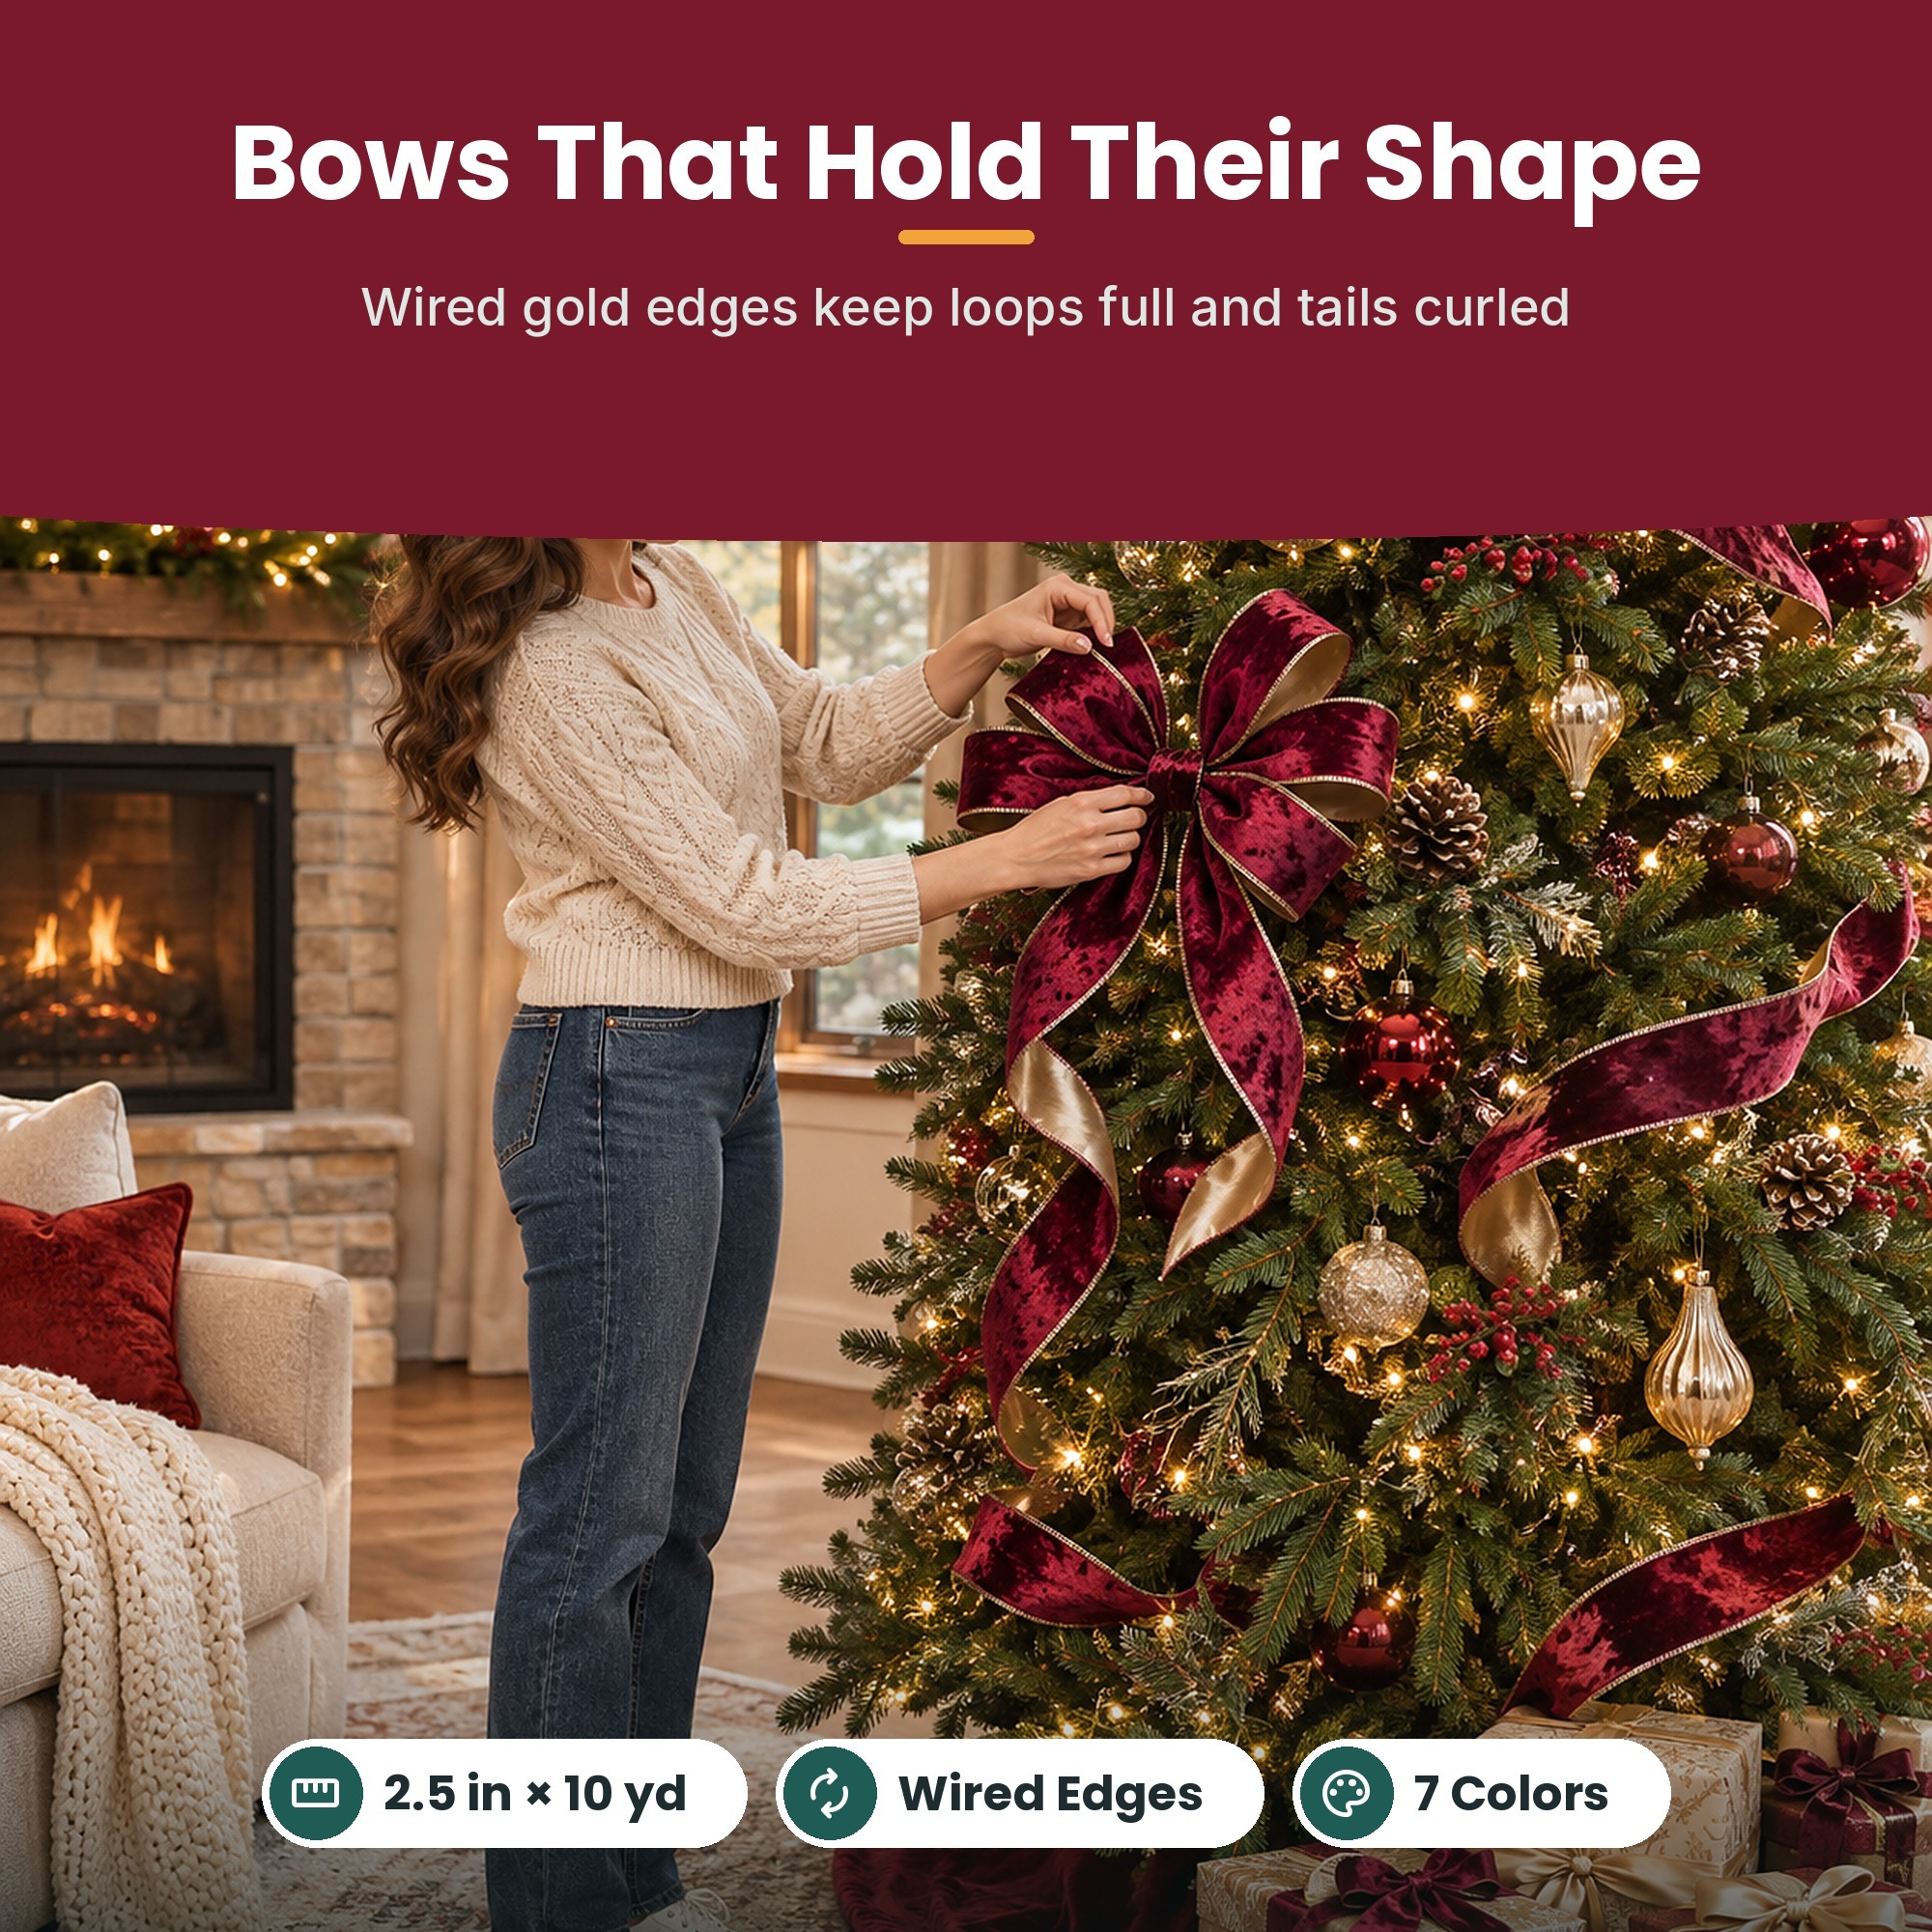 Bows That Hold Their Shape
Wired gold edges keep loops full and tails curled
2.5 in × 10 yd
Wired Edges
7 Colors